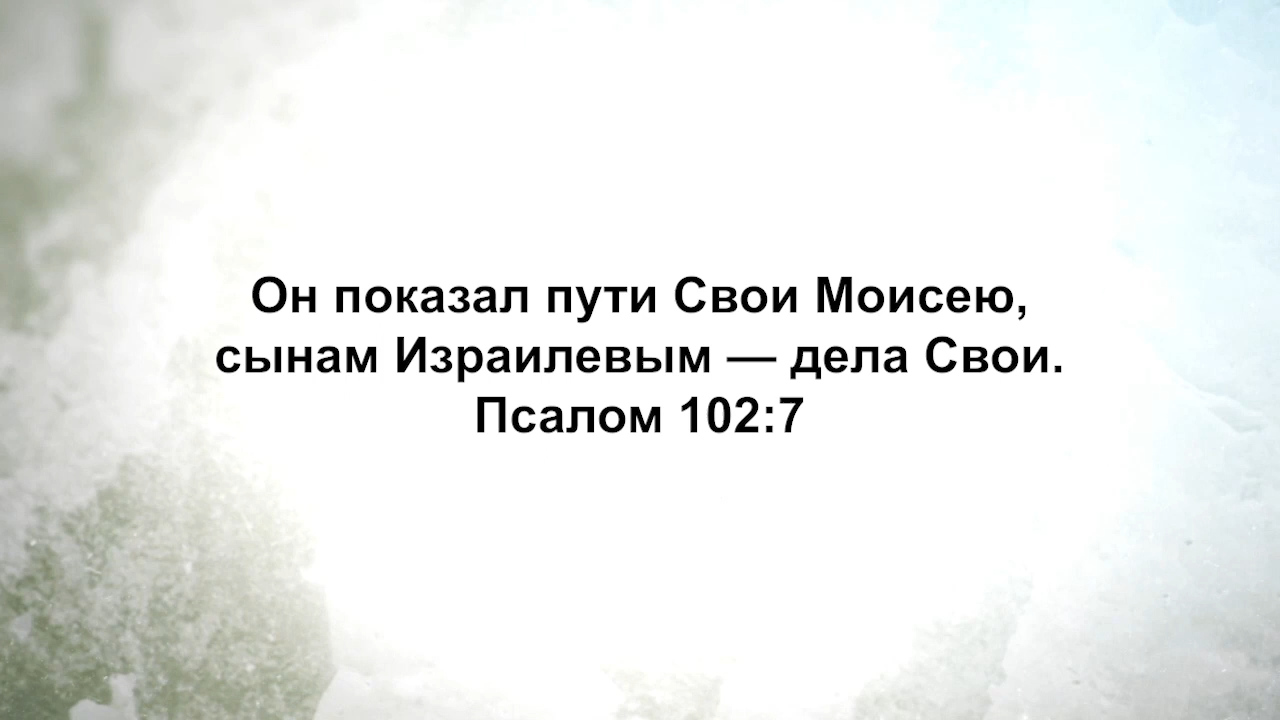 Он показал пути Свои Моисею,
сынам Израилевым — дела Свои.
Псалом 102:7